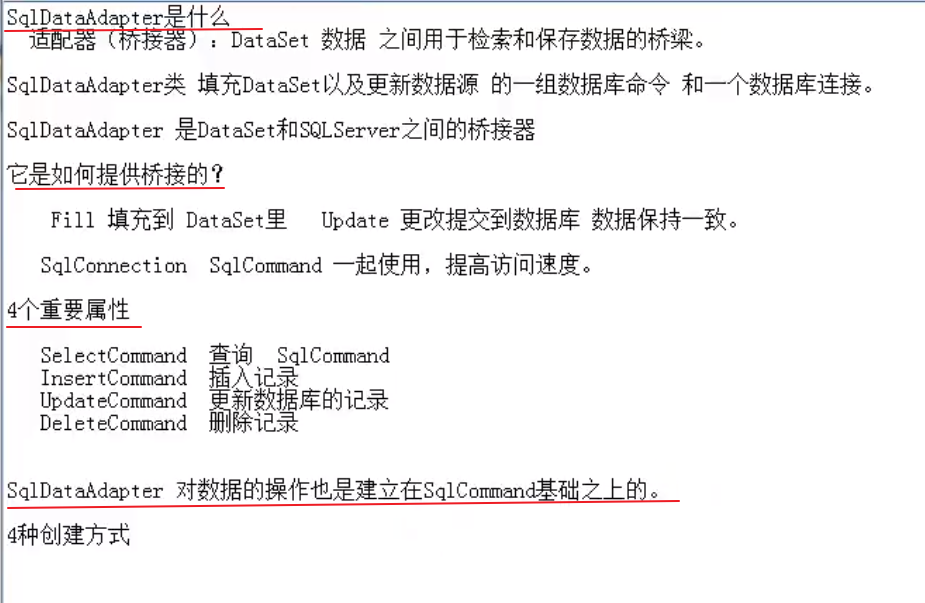 SqlDataAdapter是什么
适配器（桥接器）：DataSet 数据 之间用于检索和保存数据的桥梁。
SqlDataAdapter类 填充DataSet以及更新数据源 的一组数据库命令 和一个数据库连接。
SqlDataAdapter 是DataSet和SQLServer之间的桥接器
它是如何提供桥接的？
Fill 填充到 DataSet里 Update 更改提交到数据库 数据保持一致。
SqlConnection SqlCommand 一起使用，提高访问速度。
4个重要属性
SelectCommand 查询 SqlCommand
InsertCommand 插入记录
UpdateCommand 更新数据库的记录
DeleteCommand 删除记录
SqlDataAdapter 对数据的操作也是建立在SqlCommand基础之上的。
4种创建方式